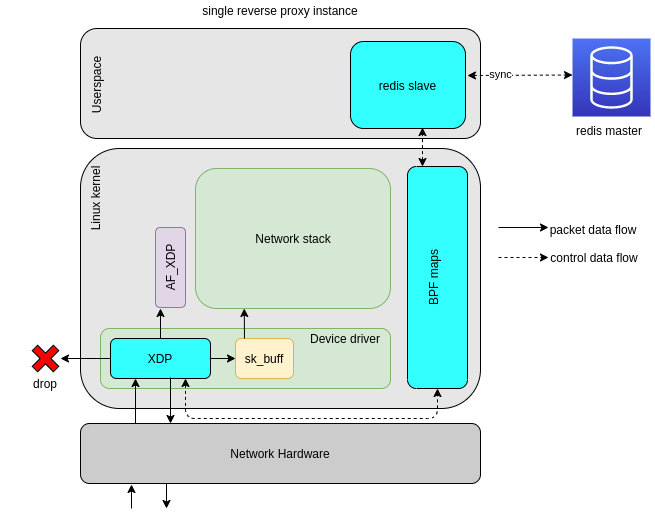 single reverse proxy instance
Userspace
redis slave
sync
redis master
Linux kernel
Network stack
AF_XDP
BPF maps
packet data flow
control data flow
Device driver
XDP
sk_buff
drop
Network Hardware